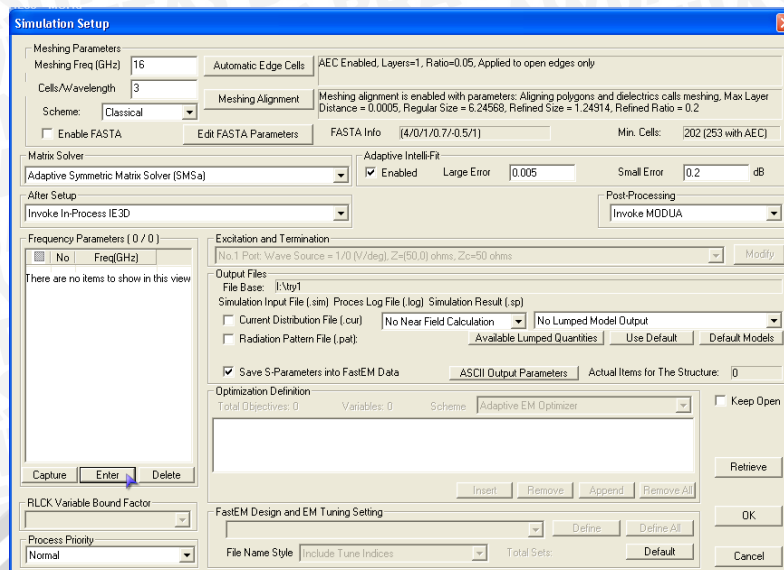 Simulation Setup
Meshing Parameters
Meshing Freq (GHz) 16 Automatic Edge Cells AEC Enabled, Layers=1, Ratio=0.05, Applied to open edges only
Cells/Wavelength 3 Meshing Alignment Meshing alignment is enabled with parameters: Aligning polygons and dielectrics calls meshing, Max Layer
Distance = 0.0005, Regular Size = 6.24568, Refined Size = 1.24914, Refined Ratio = 0.2
Scheme: Classical
Enable FASTA Edit FASTA Parameters FASTA Info (4/0/1/0.7/-0.5/1) Min. Cells: 202 (253 with AEC)
Matrix Solver Adaptive Intelli-Fit
Adaptive Symmetric Matrix Solver (SMSa) Enabled Large Error 0.005 Small Error 0.2 dB
After Setup Post-Processing
Invoke In-Process IE3D Invoke MODUA
Frequency Parameters ( 0 / 0 ) Excitation and Termination
No Freq(GHz) No.1 Port: Wave Source = 1/0 (V/deg), Z=(50,0) ohms, Zc=50 ohms Modify
There are no items to show in this view
Output Files
File Base: I:\try1
Simulation Input File (.sim) Proces Log File (.log) Simulation Result (.sp)
Current Distribution File (.cur) No Near Field Calculation No Lumped Model Output
Radiation Pattern File (.pat): Available Lumped Quantities Use Default Default Models
Save S-Parameters into FastEM Data ASCII Output Parameters Actual Items for The Structure: 0
Optimization Definition
Total Objectives: 0 Variables: 0 Scheme Adaptive EM Optimizer Keep Open
Capture Enter Delete Retrieve
Insert Remove Append Remove All
RLCK Variable Bound Factor FastEM Design and EM Tuning Setting OK
Define Define All
Process Priority
Normal File Name Style Include Tune Indices Total Sets: Default Cancel